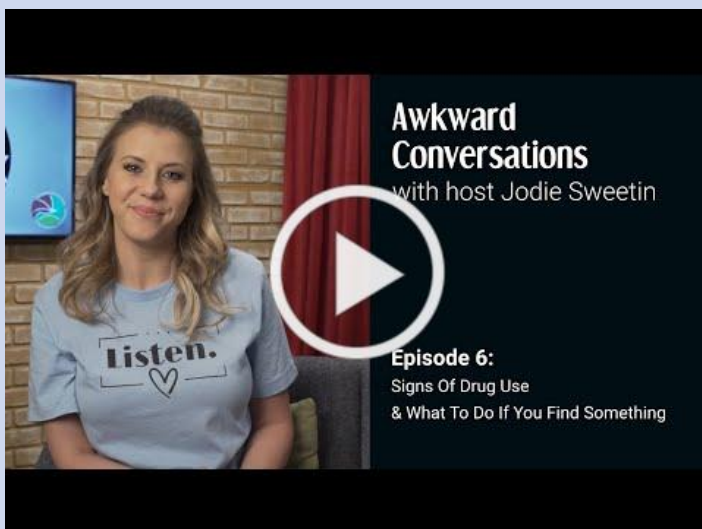 Awkward
Conversations
with host Jodie Sweetin
Listen.
Episode 6:
Signs Of Drug Use
& What To Do If You Find Something